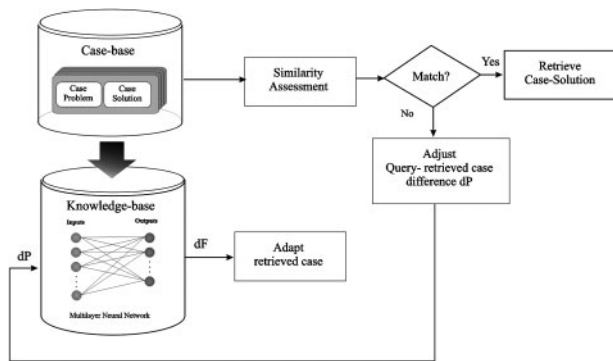 Case-base
Case
Problem
Case
Solution
Similarity
Assessment
Match?
Yes
Retrieve
Case-Solution
No
Adjust
Query- retrieved case
difference dP
Knowledge-base
Inputs
Outputs
Multilayer Neural Network
dP
dF
Adapt
retrieved case